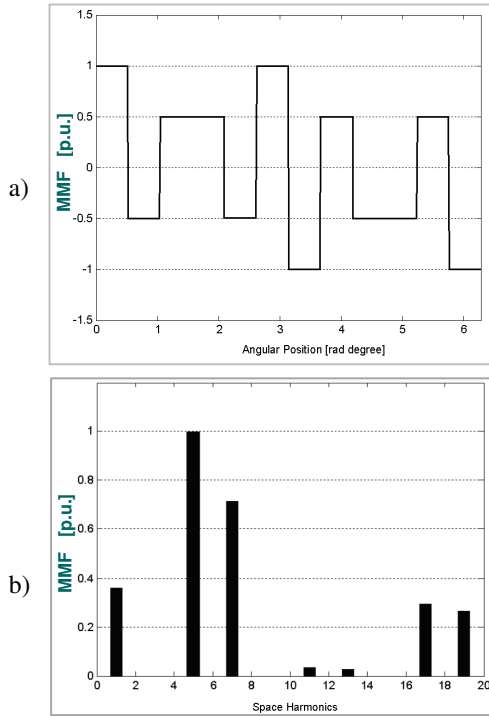 a)
MMF [p.u.]
1.5
1
0.5
0
-0.5
-1
-1.5
0 1 2 3 4 5 6
Angular Position [rad degree]
b)
MMF [p.u.]
1
0.8
0.6
0.4
0.2
0
0 2 4 6 8 10 12 14 16 18 20
Space Harmonics